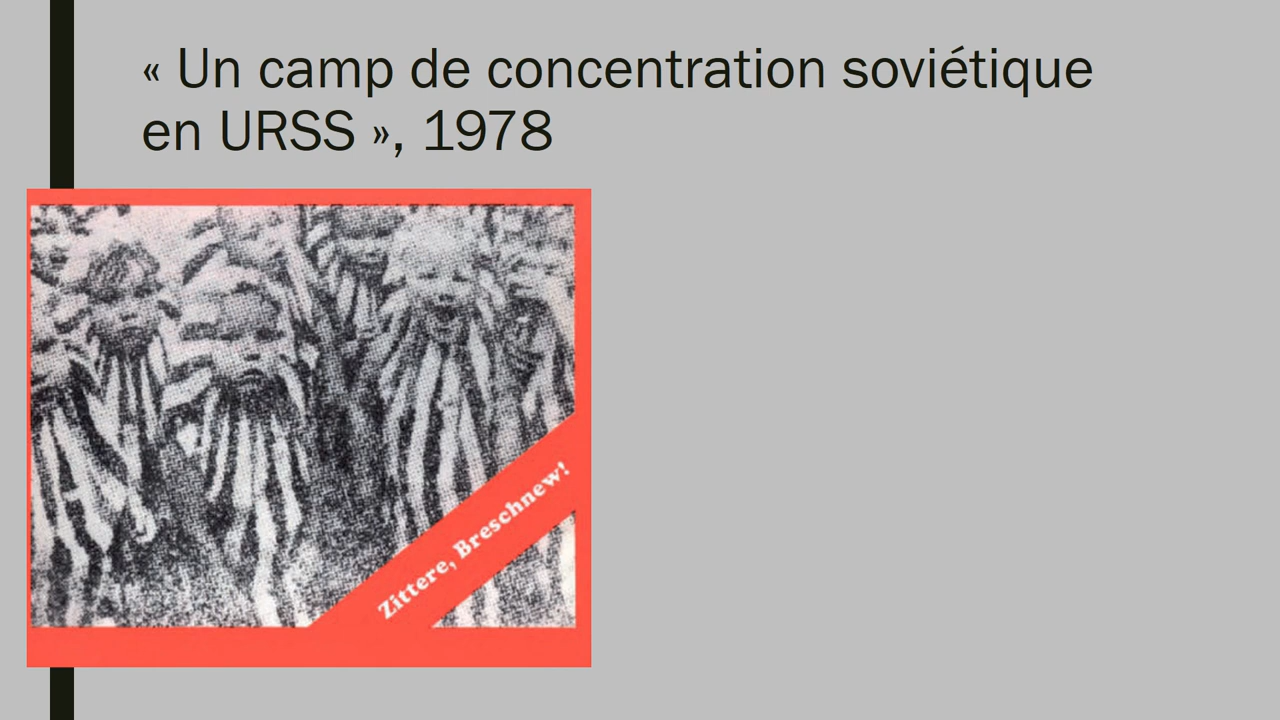 « Un camp de concentration soviétique
en URSS », 1978
Zittere, Breschnew!